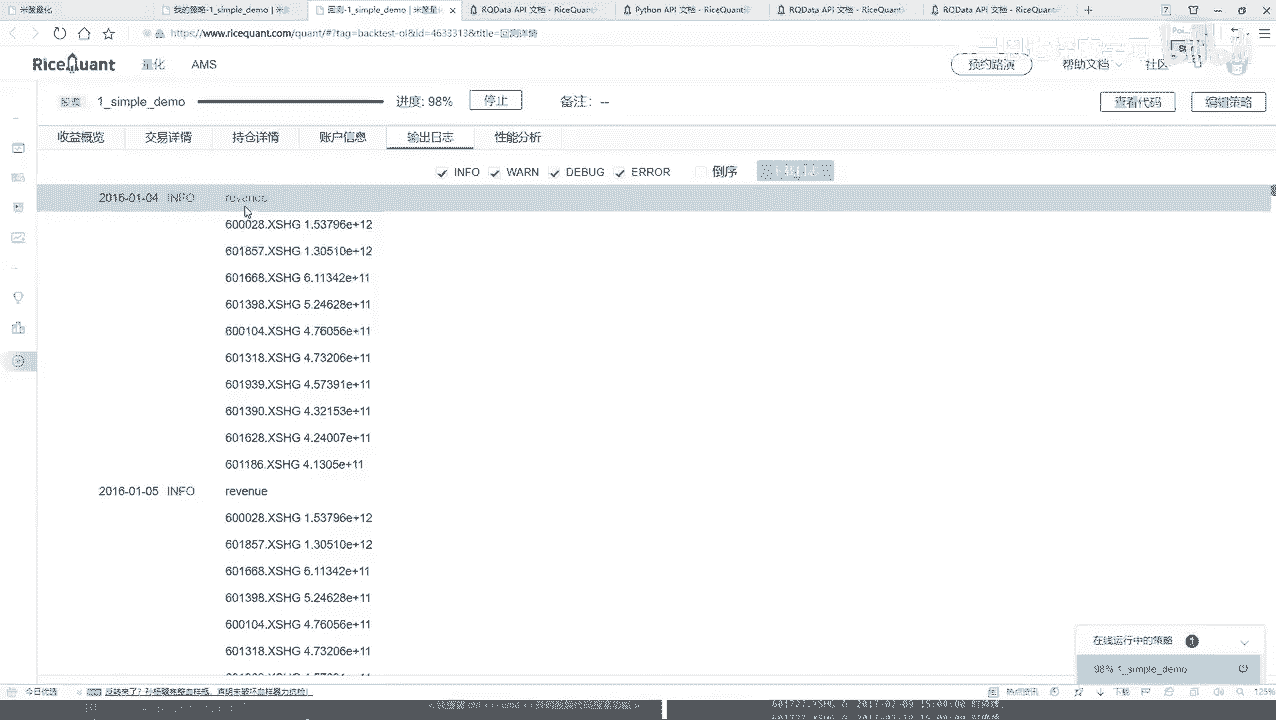 米筐量化
我的策略-1_simple_demo | 米筐
回测-1_simple_demo | 米筐量化
RQData API 文档 - RiceQuant
Python API 文档 - RiceQuant
RQData API 文档 - RiceQuant
RQData API 文档 - RiceQuant
https://www.ricequant.com/quant/
RiceQuant
量化
AMS
预约路演
帮助文档
社区
回测
1_simple_demo
进度: 98%
停止
备注: --
查看代码
编辑策略
收益概览
交易详情
持仓详情
账户信息
输出日志
性能分析
INFO
WARN
DEBUG
ERROR
倒序
2016-01-04 INFO revenue
600028.XSHG 1.53796e+12
601857.XSHG 1.30510e+12
601668.XSHG 6.11342e+11
601398.XSHG 5.24628e+11
600104.XSHG 4.76056e+11
601318.XSHG 4.73206e+11
601939.XSHG 4.57391e+11
601390.XSHG 4.32153e+11
601628.XSHG 4.24007e+11
601186.XSHG 4.1305e+11
2016-01-05 INFO revenue
600028.XSHG 1.53796e+12
601857.XSHG 1.30510e+12
601668.XSHG 6.11342e+11
601398.XSHG 5.24628e+11
600104.XSHG 4.76056e+11
601318.XSHG 4.73206e+11
在线运行中的策略 1
98% 1_simple_demo
今日优选
下载
125%